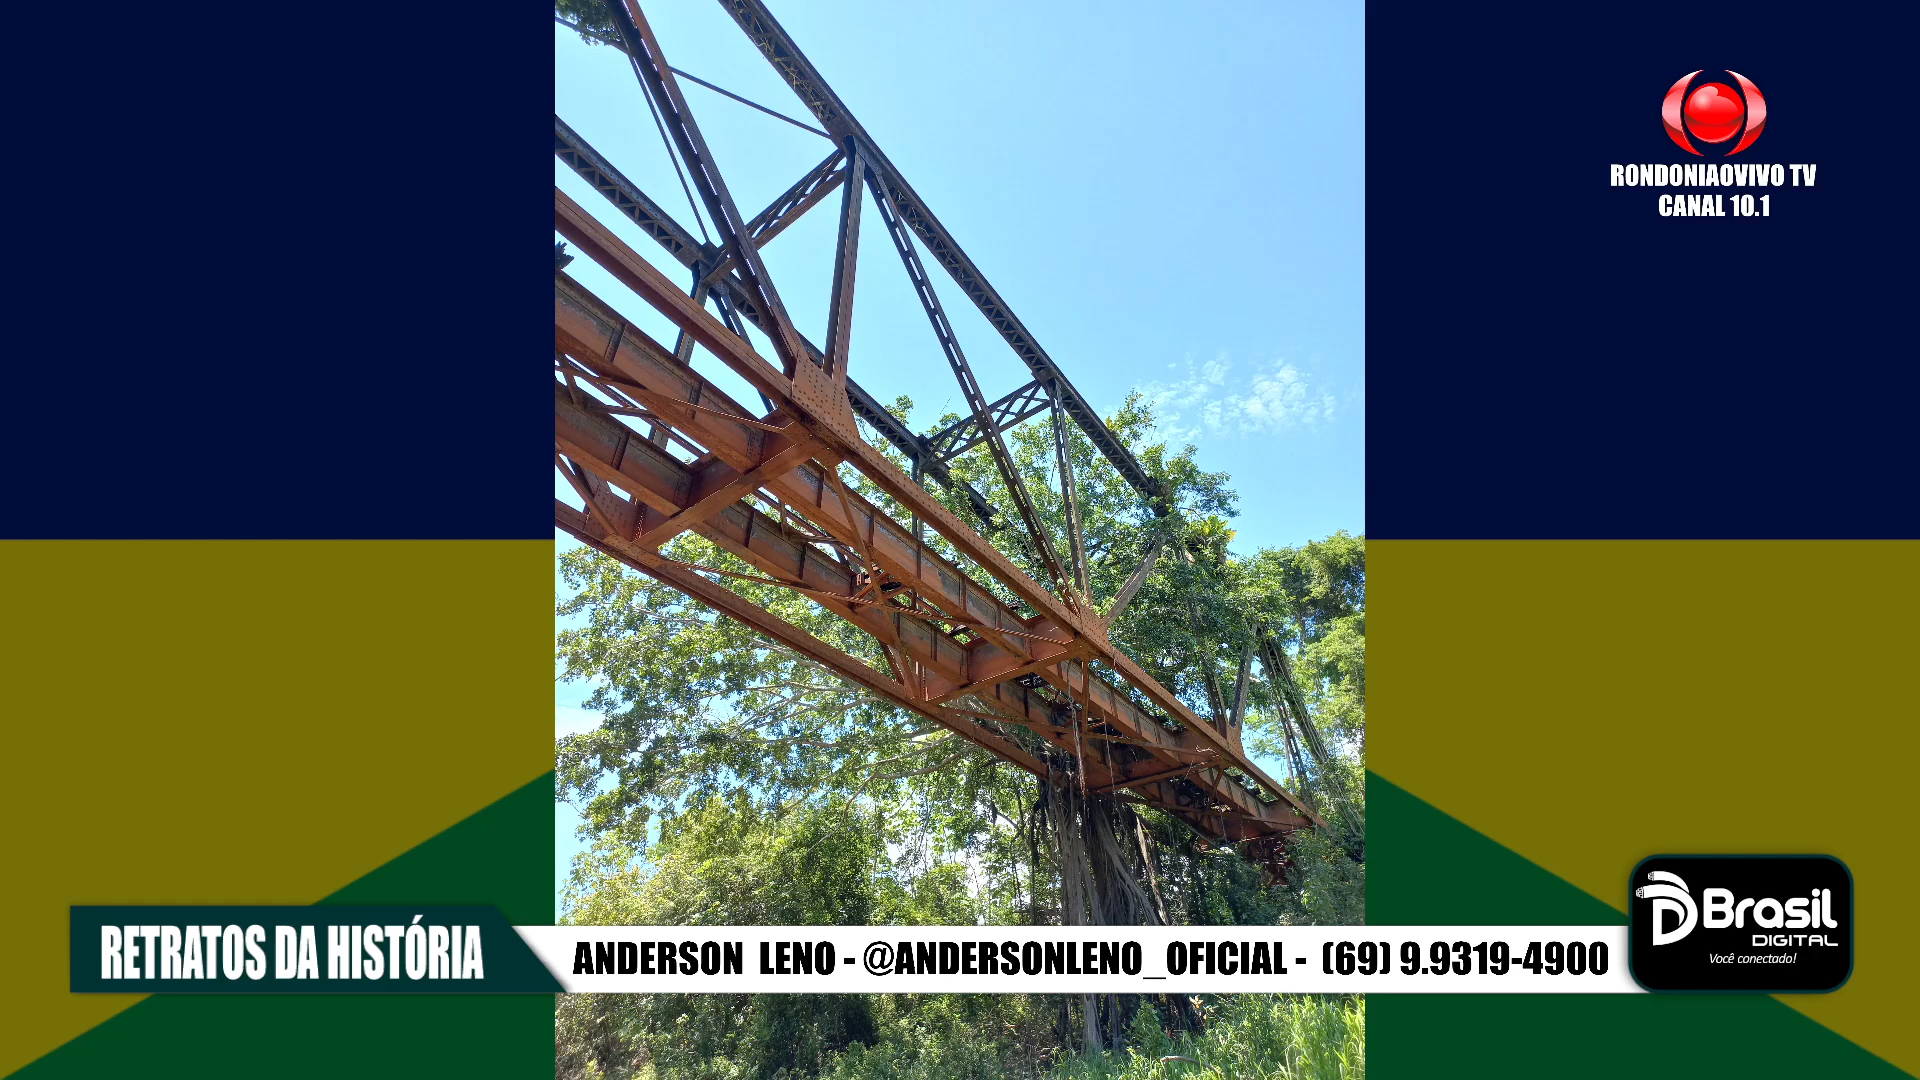 RONDONIAOVIVO TV
CANAL 10.1
RETRATOS DA HISTÓRIA
ANDERSON LENO - @ANDERSONLENO_OFICIAL - (69) 9.9319-4900
Brasil
DIGITAL
Você conectado!